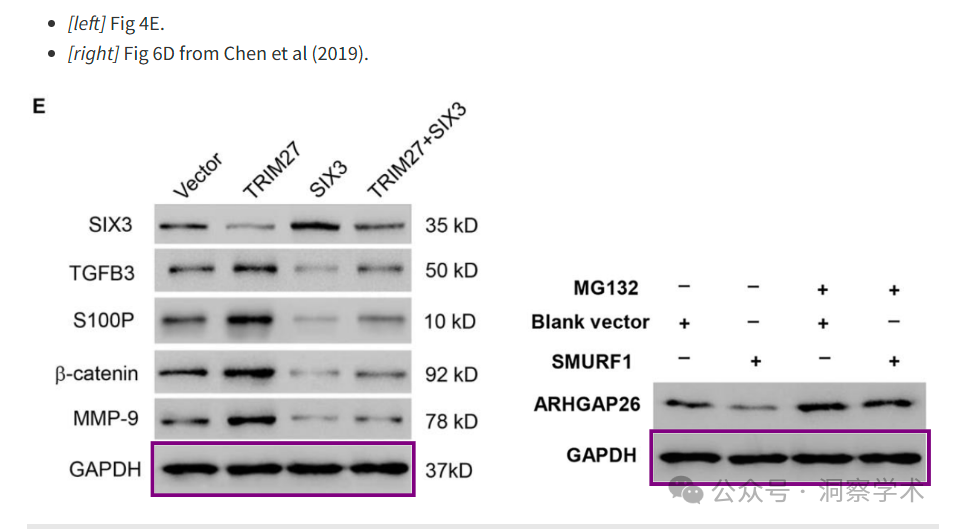 [left] Fig 4E.
[right] Fig 6D from Chen et al (2019).
E
Vector TRIM27 SIX3 TRIM27+SIX3
SIX3 35 kD
TGFB3 50 kD
S100P 10 kD
β-catenin 92 kD
MMP-9 78 kD
GAPDH 37kD
MG132 − − + +
Blank vector + − + −
SMURF1 − + − +
ARHGAP26
GAPDH
公众号 · 洞察学术